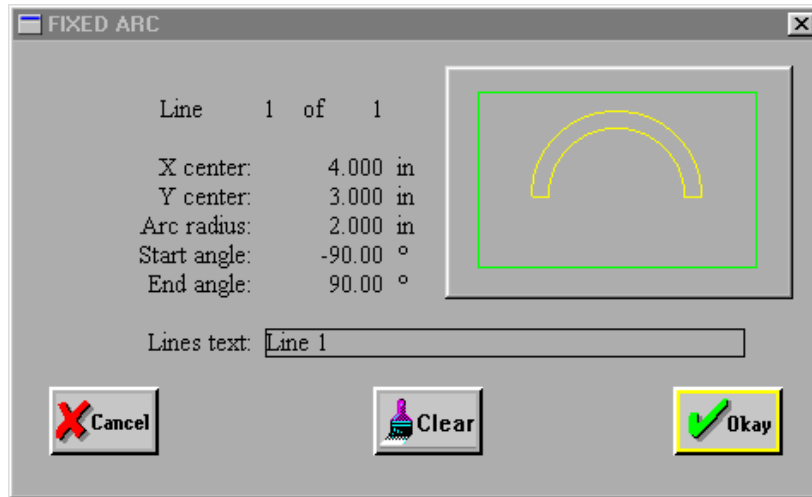 FIXED ARC
Line 1 of 1
X center: 4.000 in
Y center: 3.000 in
Arc radius: 2.000 in
Start angle: -90.00 º
End angle: 90.00 º
Lines text: Line 1
Cancel
Clear
Okay